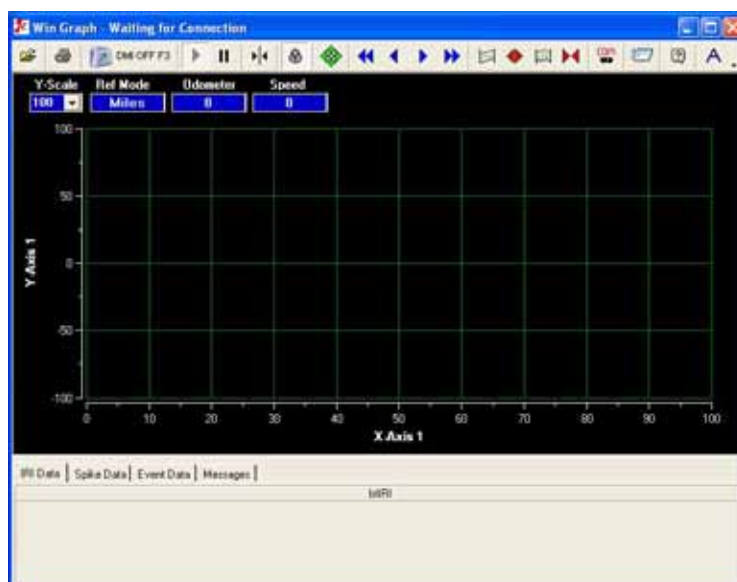 Win Graph - Waiting for Connection
DMI OFF F3 COM A
Y-Scale Ref Mode Odometer Speed
100 Miles 0 0
100
50
0
-50
-100
Y Axis 1
0 10 20 30 40 50 60 70 80 90 100
X Axis 1
IRI Data Spike Data Event Data Messages